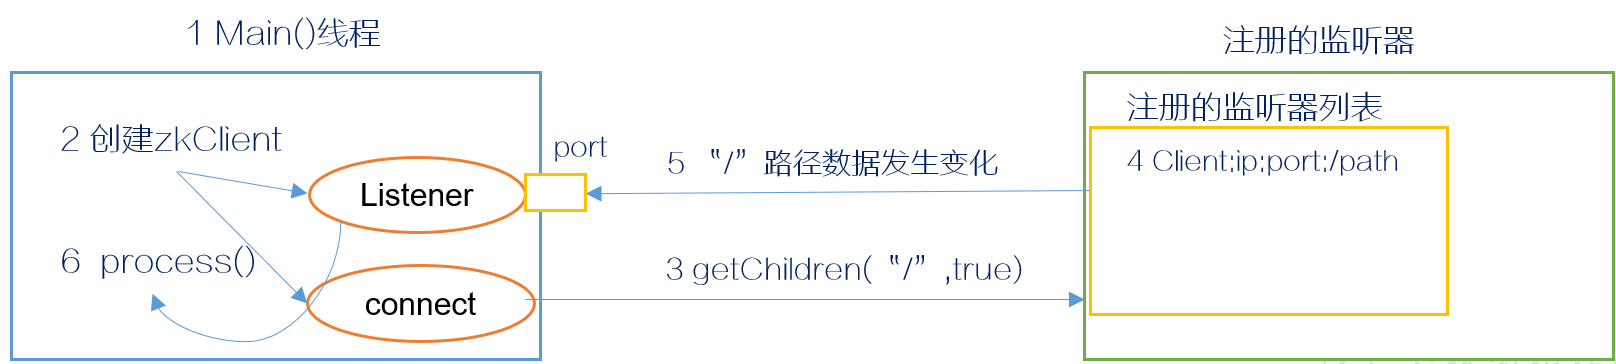 1 Main()线程
注册的监听器
注册的监听器列表
2 创建zkClient
port
5 “/”路径数据发生变化
4 Client:ip:port:/path
Listener
6 process()
3 getChildren(“/”,true)
connect